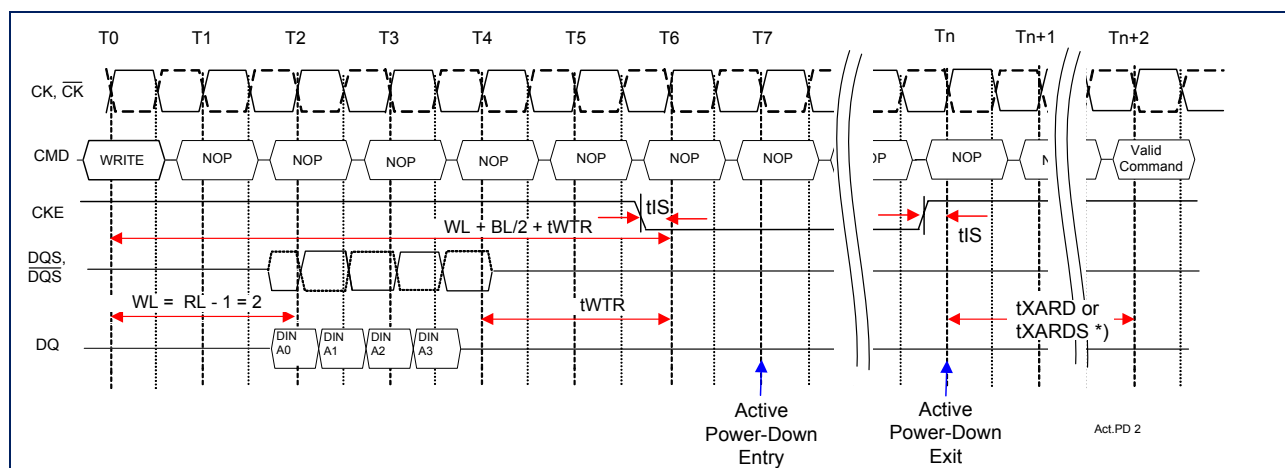 T0 T1 T2 T3 T4 T5 T6 T7 Tn Tn+1 Tn+2
CK, CK
CMD WRITE NOP NOP NOP NOP NOP NOP NOP OP NOP N Valid
Command
CKE tIS tIS
WL + BL/2 + tWTR
DQS,
DQS
WL = RL - 1 = 2 tWTR tXARD or
tXARDS *)
DQ DIN DIN DIN DIN
A0 A1 A2 A3
Active
Power-Down
Entry
Active
Power-Down
Exit
Act.PD 2